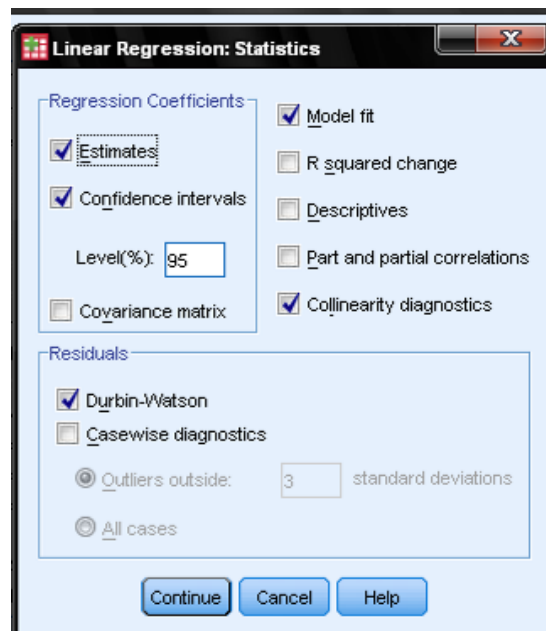 Linear Regression: Statistics
Regression Coefficients
Estimates
Confidence intervals
Level(%): 95
Covariance matrix
Model fit
R squared change
Descriptives
Part and partial correlations
Collinearity diagnostics
Residuals
Durbin-Watson
Casewise diagnostics
Outliers outside: 3 standard deviations
All cases
Continue Cancel Help